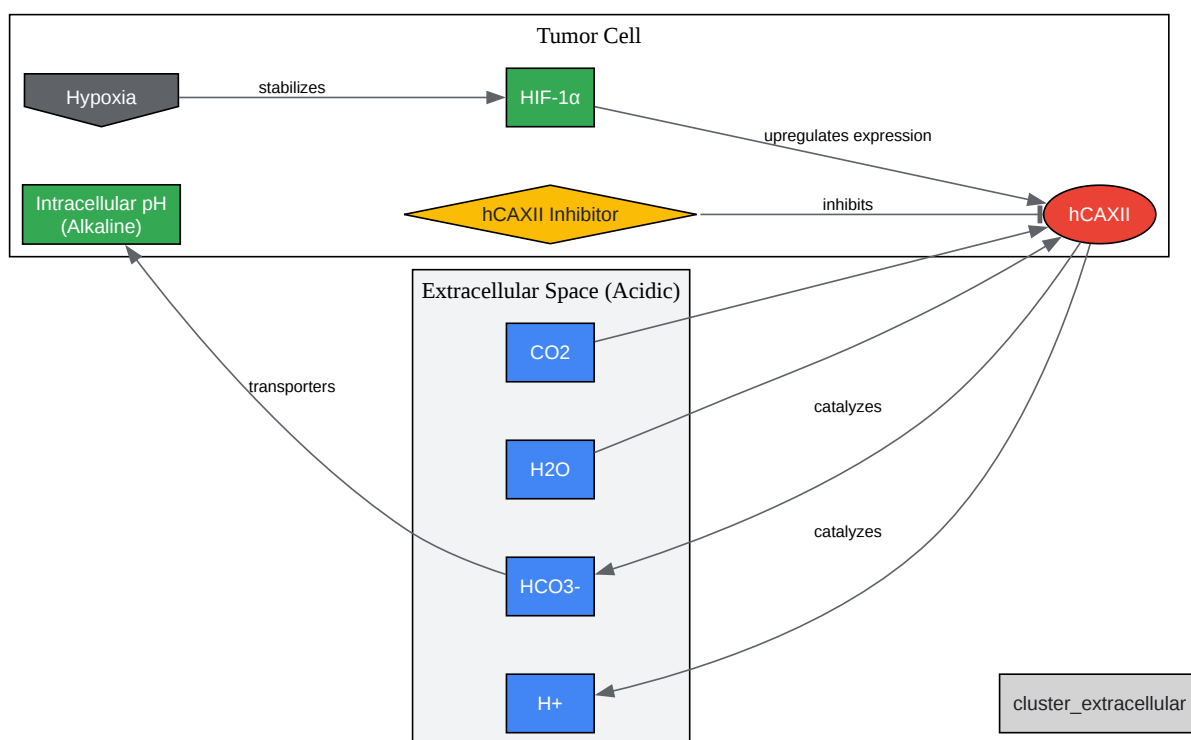 Tumor Cell
Hypoxia
stabilizes
HIF-1α
upregulates expression
Intracellular pH
(Alkaline)
hCAXII Inhibitor
inhibits
hCAXII
Extracellular Space (Acidic)
CO2
transporters
catalyzes
H2O
catalyzes
HCO3-
H+
cluster_extracellular